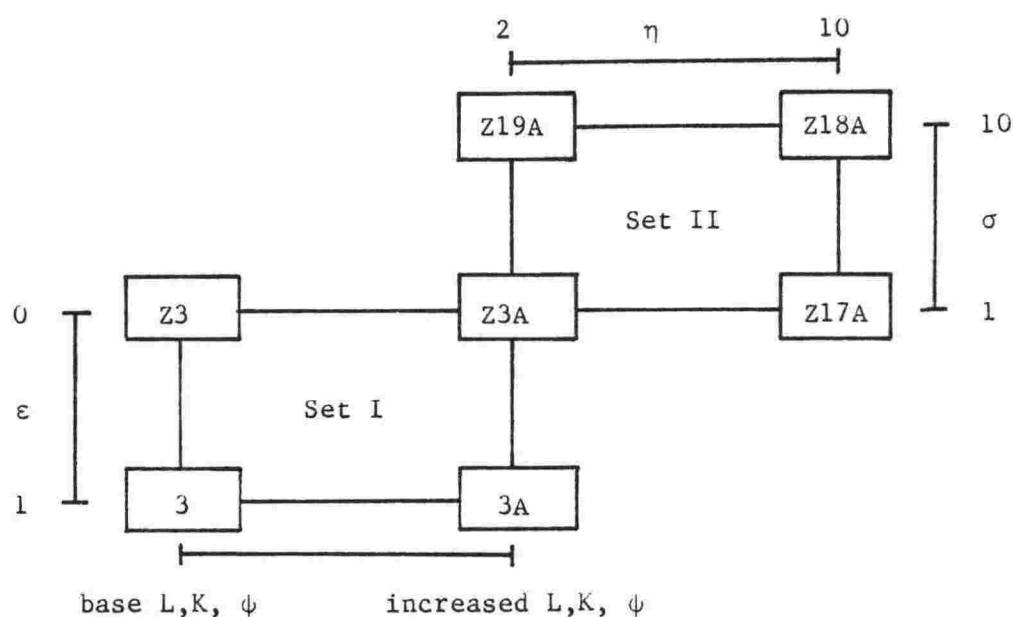 2 η 10
Z19A Z18A 10
Set II σ
0 Z3 Z3A Z17A 1
ε Set I
1 3 3A
base L,K, ψ increased L,K, ψ